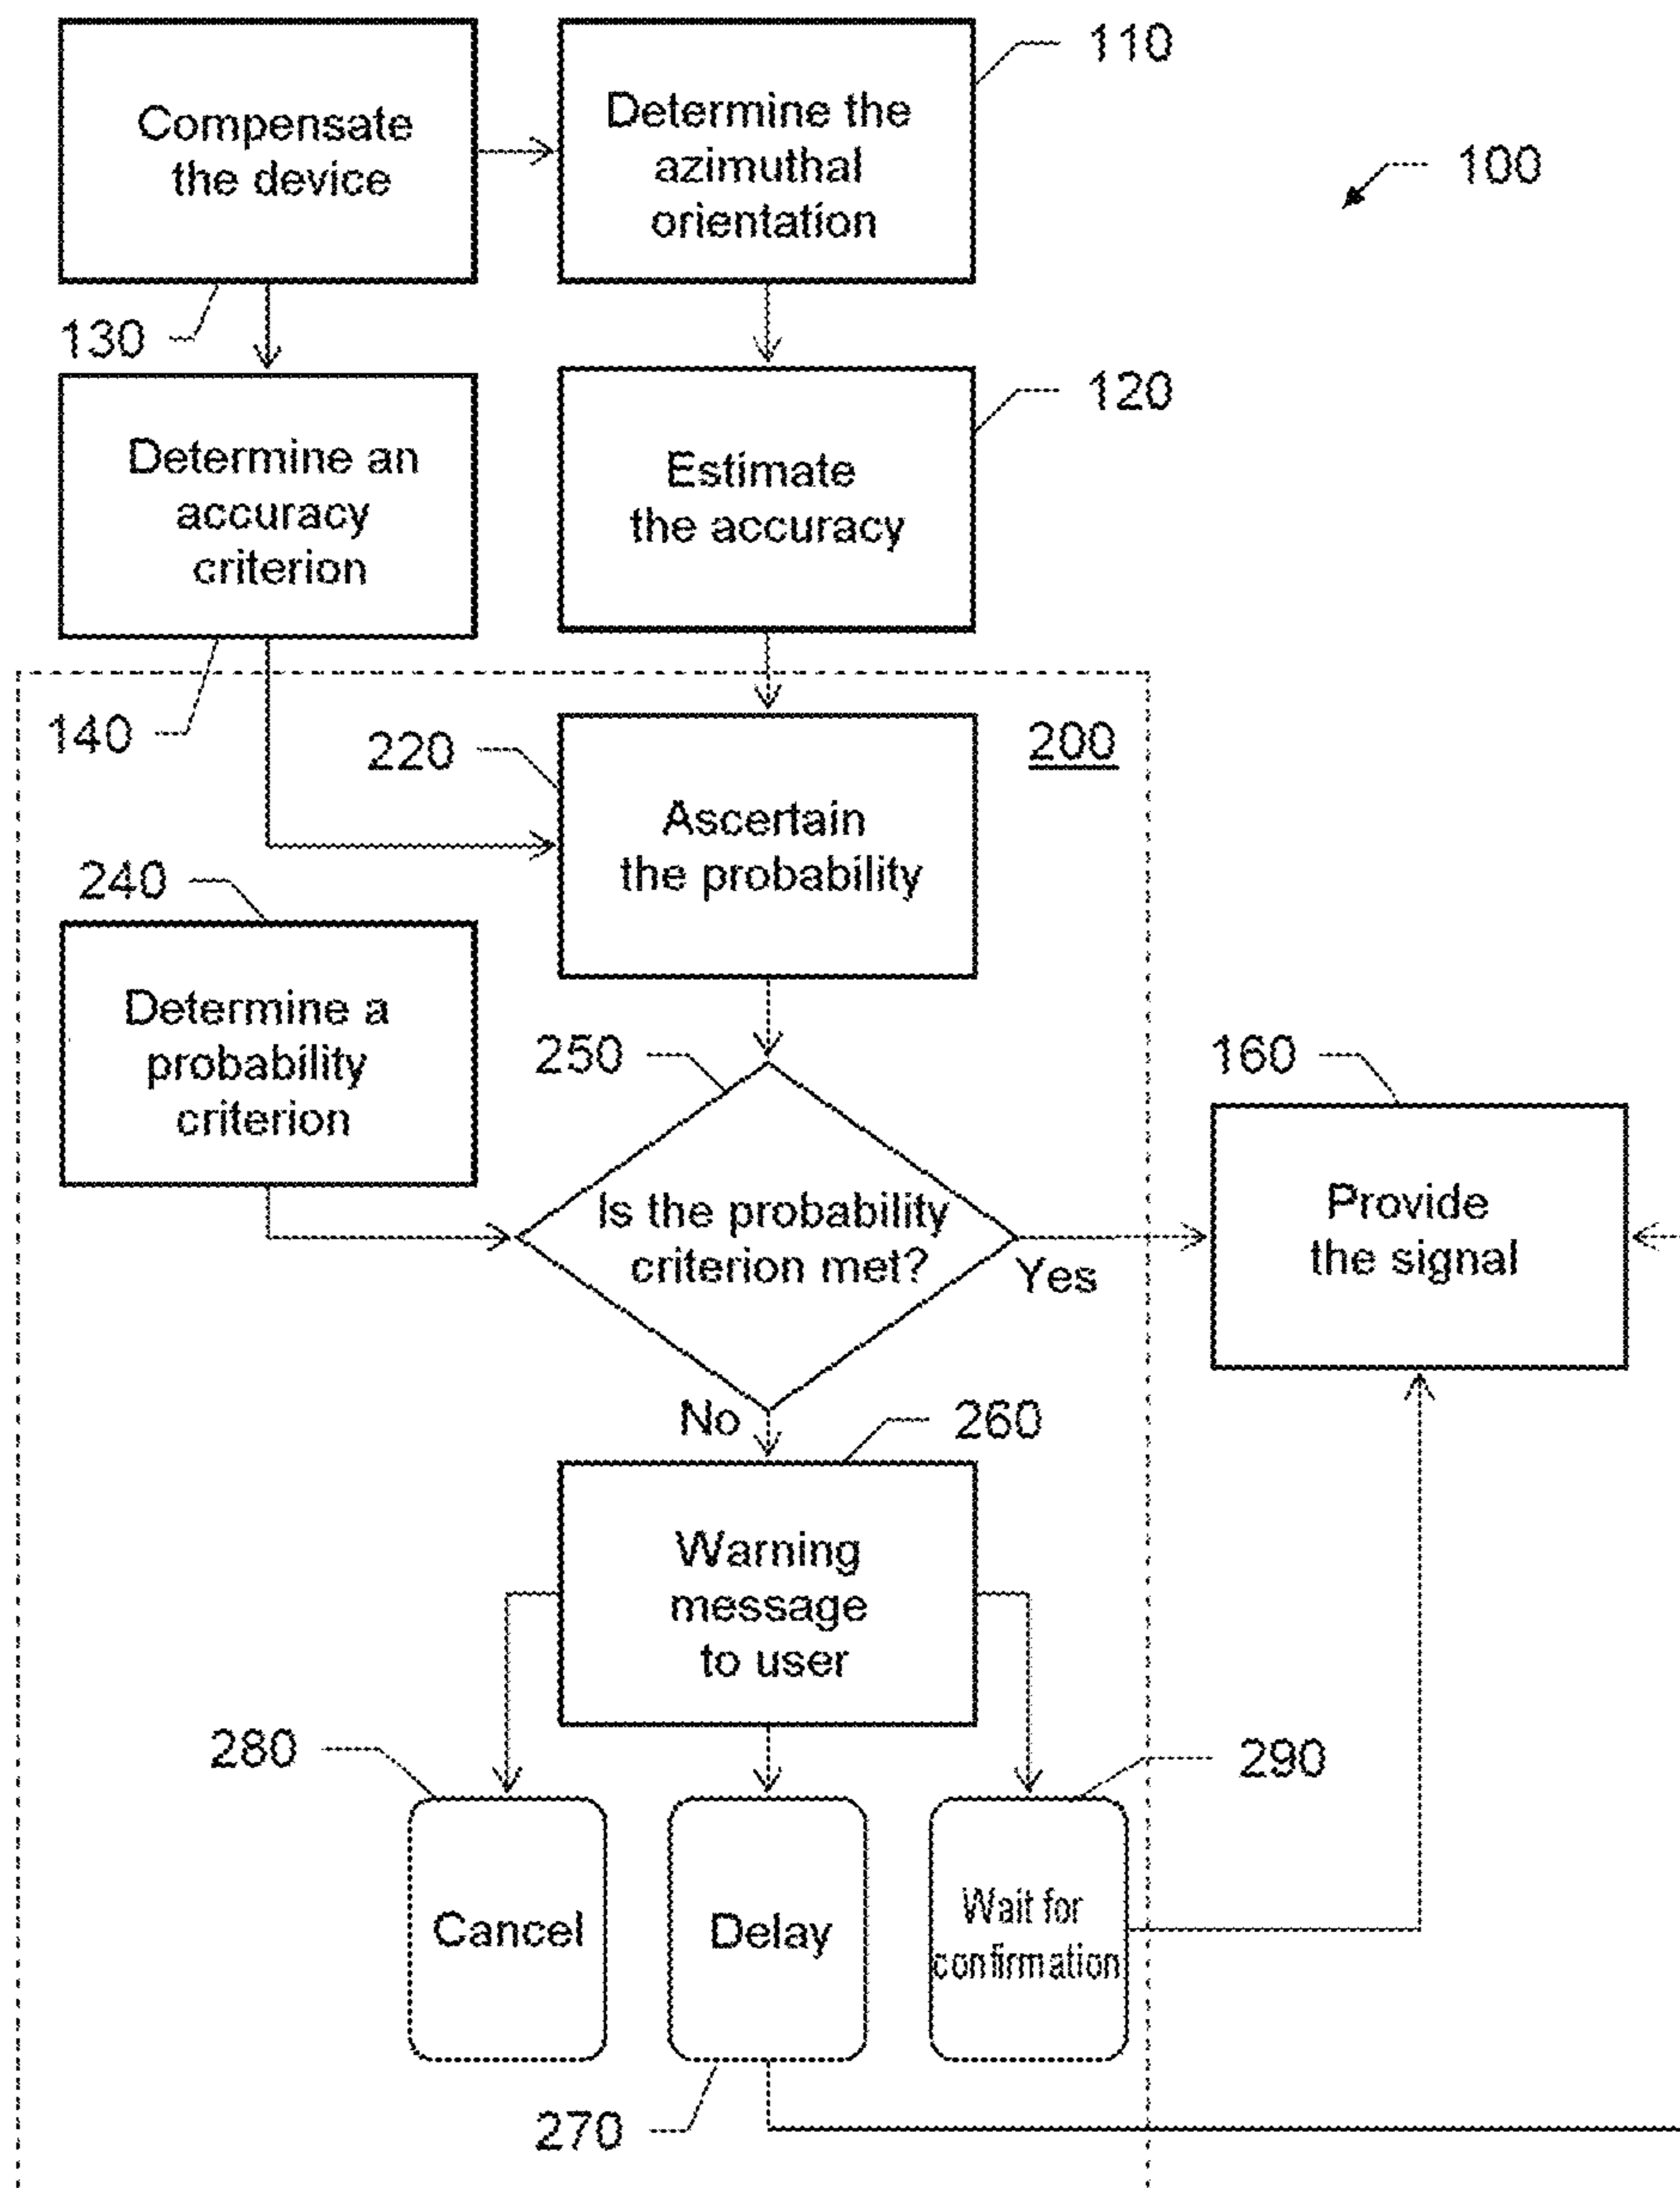 Compensate
the device
130
Determine the
azimuthal
orientation
110
100
Determine an
accuracy
criterion
140
Estimate
the accuracy
120
200
220
Ascertain
the probability
240
Determine a
probability
criterion
250
Is the probability
criterion met?
Yes
No
160
Provide
the signal
260
Warning
message
to user
280
Cancel
Delay
270
290
Wait for
confirmation